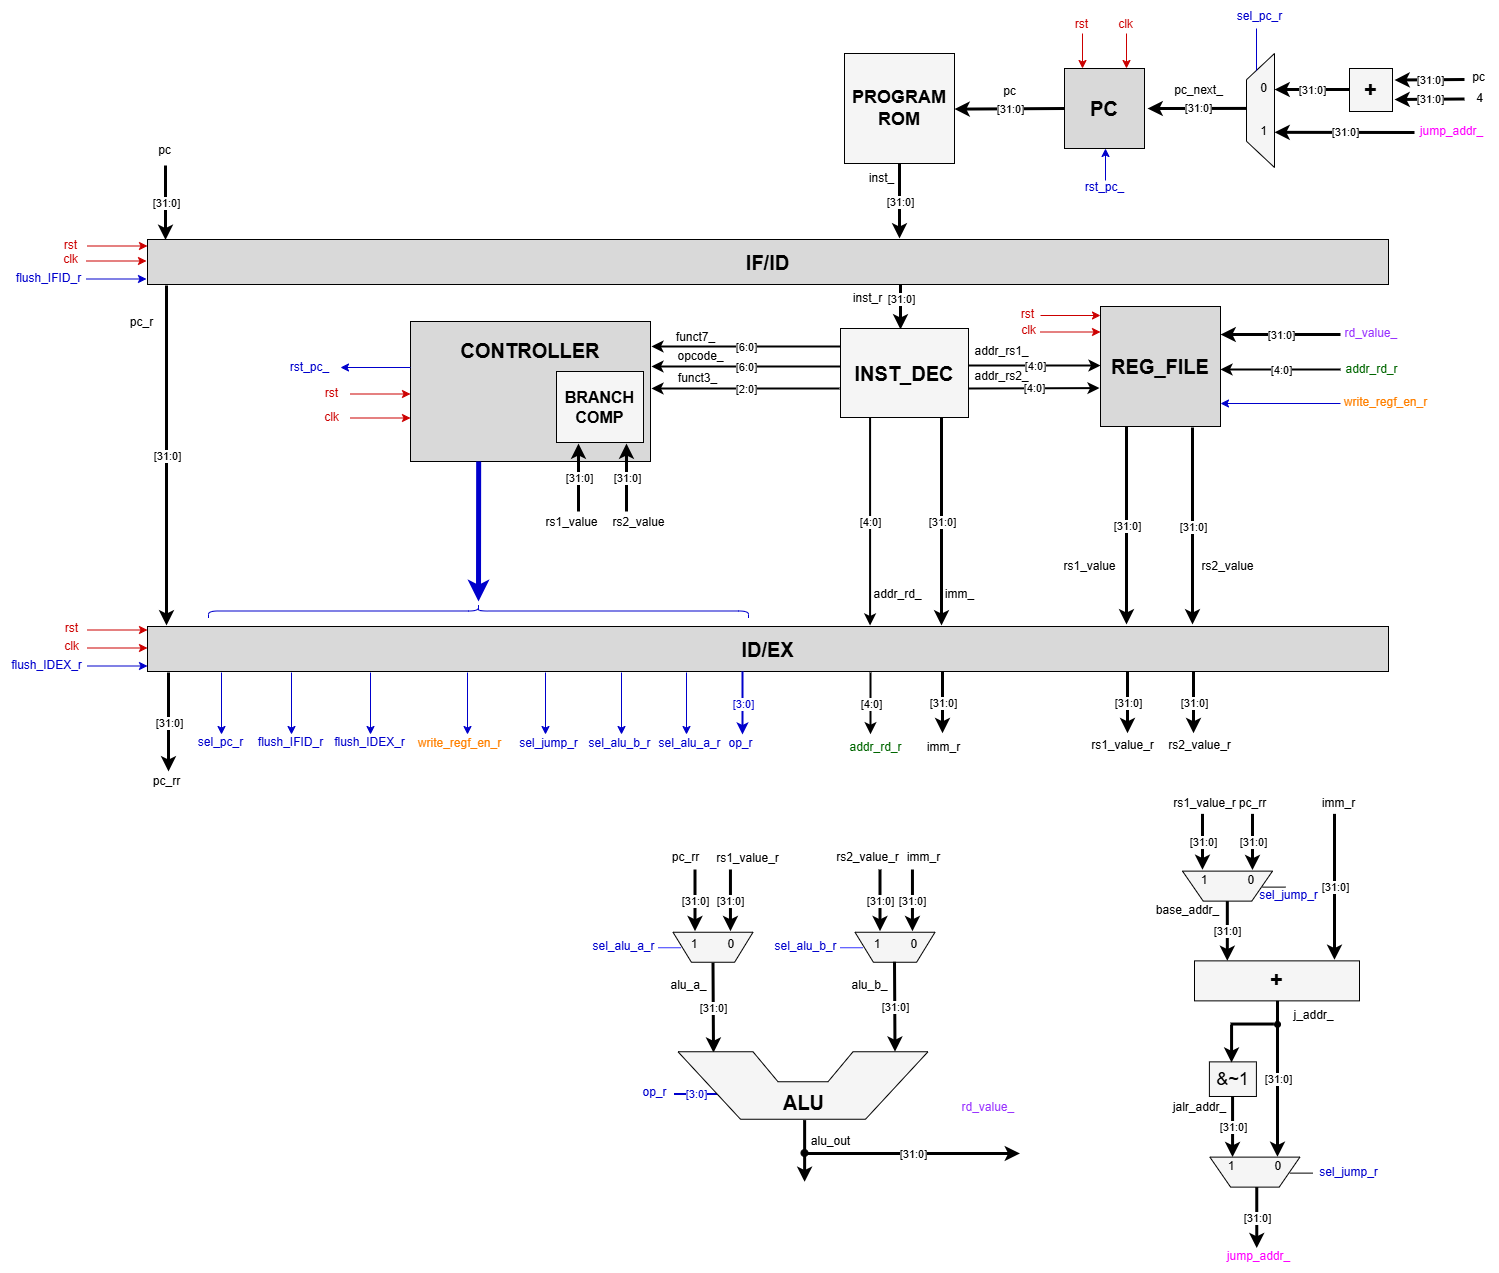 sel_pc_r
rst
clk
PROGRAM
ROM
pc
[31:0]
PC
pc_next_
[31:0]
0
1
[31:0]
+
[31:0]
pc
[31:0]
4
[31:0]
jump_addr_
rst_pc_
inst_
[31:0]
pc
[31:0]
rst
clk
flush_IFID_r
IF/ID
pc_r
[31:0]
inst_r
[31:0]
CONTROLLER
BRANCH
COMP
rst_pc_
rst
clk
funct7_
[6:0]
opcode_
[6:0]
funct3_
[2:0]
INST_DEC
addr_rs1_
[4:0]
addr_rs2_
[4:0]
rst
clk
REG_FILE
[31:0]
rd_value_
[4:0]
addr_rd_r
write_regf_en_r
[31:0]
[31:0]
rs1_value
rs2_value
[4:0]
[31:0]
addr_rd_
imm_
[31:0]
[31:0]
rs1_value
rs2_value
rst
clk
flush_IDEX_r
ID/EX
[31:0]
pc_rr
sel_pc_r
flush_IFID_r
flush_IDEX_r
write_regf_en_r
sel_jump_r
sel_alu_b_r
sel_alu_a_r
[3:0]
op_r
[4:0]
addr_rd_r
[31:0]
imm_r
[31:0]
rs1_value_r
[31:0]
rs2_value_r
pc_rr
rs1_value_r
[31:0]
[31:0]
sel_alu_a_r
1
0
alu_a_
[31:0]
rs2_value_r
imm_r
[31:0]
[31:0]
sel_alu_b_r
1
0
alu_b_
[31:0]
op_r
[3:0]
ALU
alu_out
[31:0]
rd_value_
rs1_value_r
pc_rr
imm_r
[31:0]
[31:0]
1
0
sel_jump_r
[31:0]
base_addr_
[31:0]
+
j_addr_
&~1
[31:0]
jalr_addr_
[31:0]
1
0
sel_jump_r
[31:0]
jump_addr_